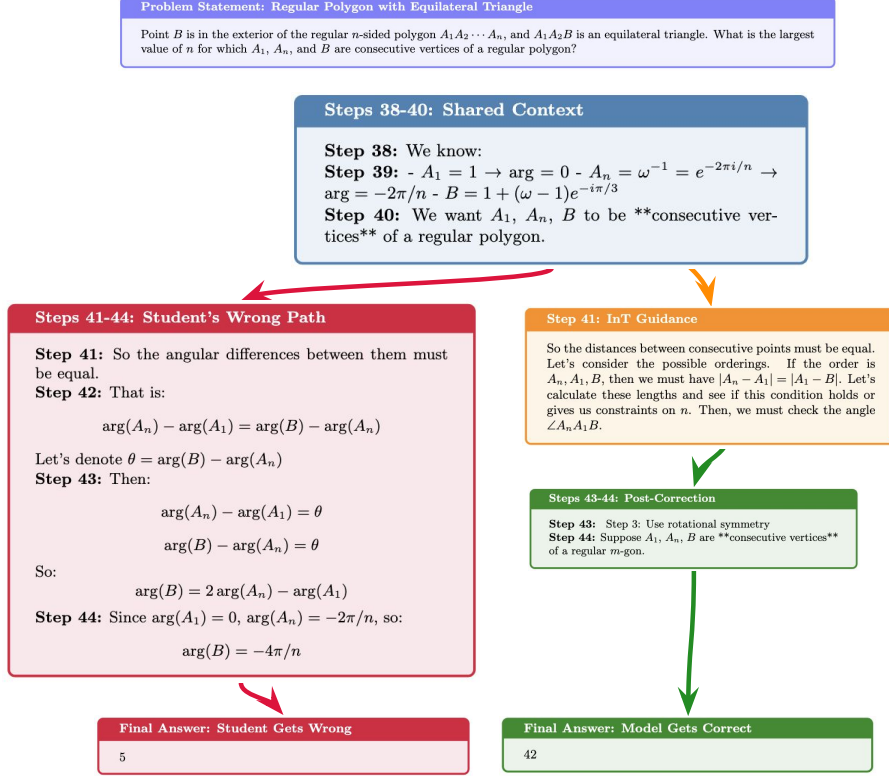 Problem Statement: Regular Polygon with Equilateral Triangle
Point B is in the exterior of the regular n-sided polygon A₁A₂ ··· Aₙ, and A₁A₂B is an equilateral triangle. What is the largest
value of n for which A₁, Aₙ, and B are consecutive vertices of a regular polygon?
Steps 38-40: Shared Context
Step 38: We know:
Step 39: - A₁ = 1 → arg = 0 - Aₙ = ω⁻¹ = e^{−2πi/n} →
arg = −2π/n - B = 1 + (ω − 1)e^{−iπ/3}
Step 40: We want A₁, Aₙ, B to be **consecutive ver-
tices** of a regular polygon.
Steps 41-44: Student's Wrong Path
Step 41: So the angular differences between them must
be equal.
Step 42: That is:
arg(Aₙ) − arg(A₁) = arg(B) − arg(Aₙ)
Let's denote θ = arg(B) − arg(Aₙ)
Step 43: Then:
arg(Aₙ) − arg(A₁) = θ
arg(B) − arg(Aₙ) = θ
So:
arg(B) = 2 arg(Aₙ) − arg(A₁)
Step 44: Since arg(A₁) = 0, arg(Aₙ) = −2π/n, so:
arg(B) = −4π/n
Final Answer: Student Gets Wrong
5
Step 41: InT Guidance
So the distances between consecutive points must be equal.
Let's consider the possible orderings. If the order is
Aₙ, A₁, B, then we must have |Aₙ − A₁| = |A₁ − B|. Let's
calculate these lengths and see if this condition holds or
gives us constraints on n. Then, we must check the angle
∠AₙA₁B.
Steps 43-44: Post-Correction
Step 43: Step 3: Use rotational symmetry
Step 44: Suppose A₁, Aₙ, B are **consecutive vertices**
of a regular m-gon.
Final Answer: Model Gets Correct
42